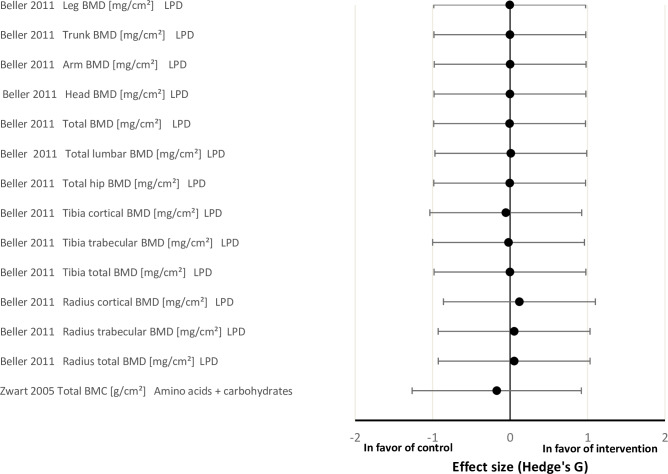 Beller 2011 Leg BMD [mg/cm²] LPD
Beller 2011 Trunk BMD [mg/cm²] LPD
Beller 2011 Arm BMD [mg/cm²] LPD
Beller 2011 Head BMD [mg/cm²] LPD
Beller 2011 Total BMD [mg/cm²] LPD
Beller 2011 Total lumbar BMD [mg/cm²] LPD
Beller 2011 Total hip BMD [mg/cm²] LPD
Beller 2011 Tibia cortical BMD [mg/cm²] LPD
Beller 2011 Tibia trabecular BMD [mg/cm²] LPD
Beller 2011 Tibia total BMD [mg/cm²] LPD
Beller 2011 Radius cortical BMD [mg/cm²] LPD
Beller 2011 Radius trabecular BMD [mg/cm²] LPD
Beller 2011 Radius total BMD [mg/cm²] LPD
Zwart 2005 Total BMC [g/cm²] Amino acids + carbohydrates
-2 -1 0 1 2
In favor of control In favor of intervention
Effect size (Hedge's G)